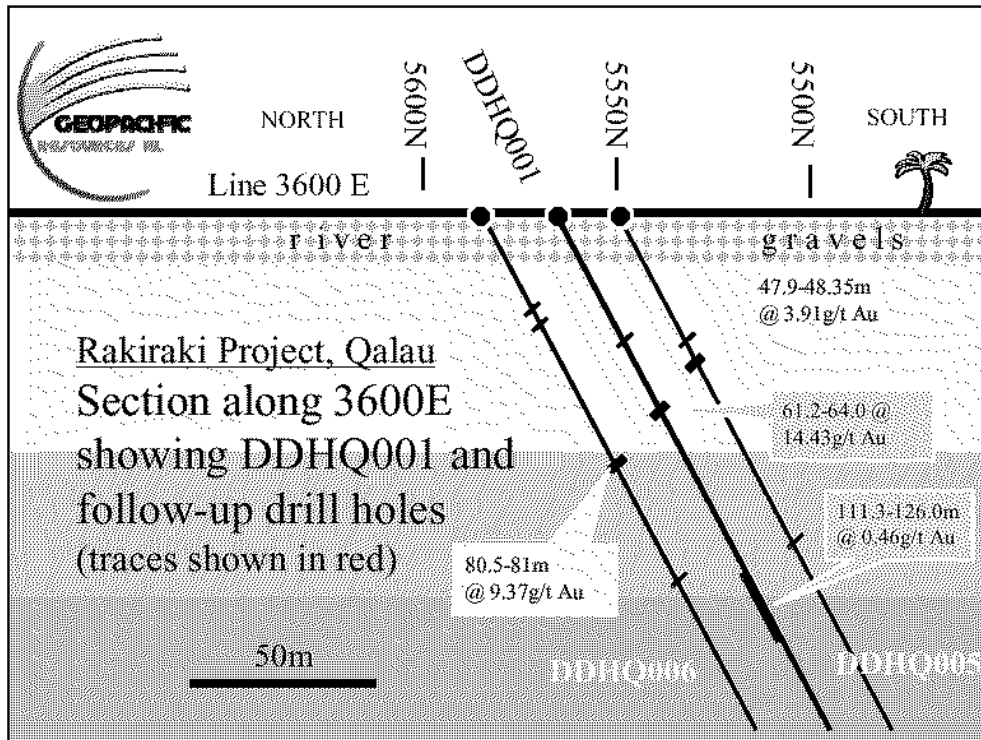 GEOPACIFIC
NORTH
5600N
DDHQ001
5550N
5500N
SOUTH
Line 3600 E
river gravels
47.9-48.35m
@ 3.91g/t Au
Rakiraki Project, Qalau
Section along 3600E
showing DDHQ001 and
follow-up drill holes
(traces shown in red)
61.2-64.0 @
14.43g/t Au
111.3-126.0m
@ 0.46g/t Au
80.5-81m
@ 9.37g/t Au
50m
DDHQ006
DDHQ005